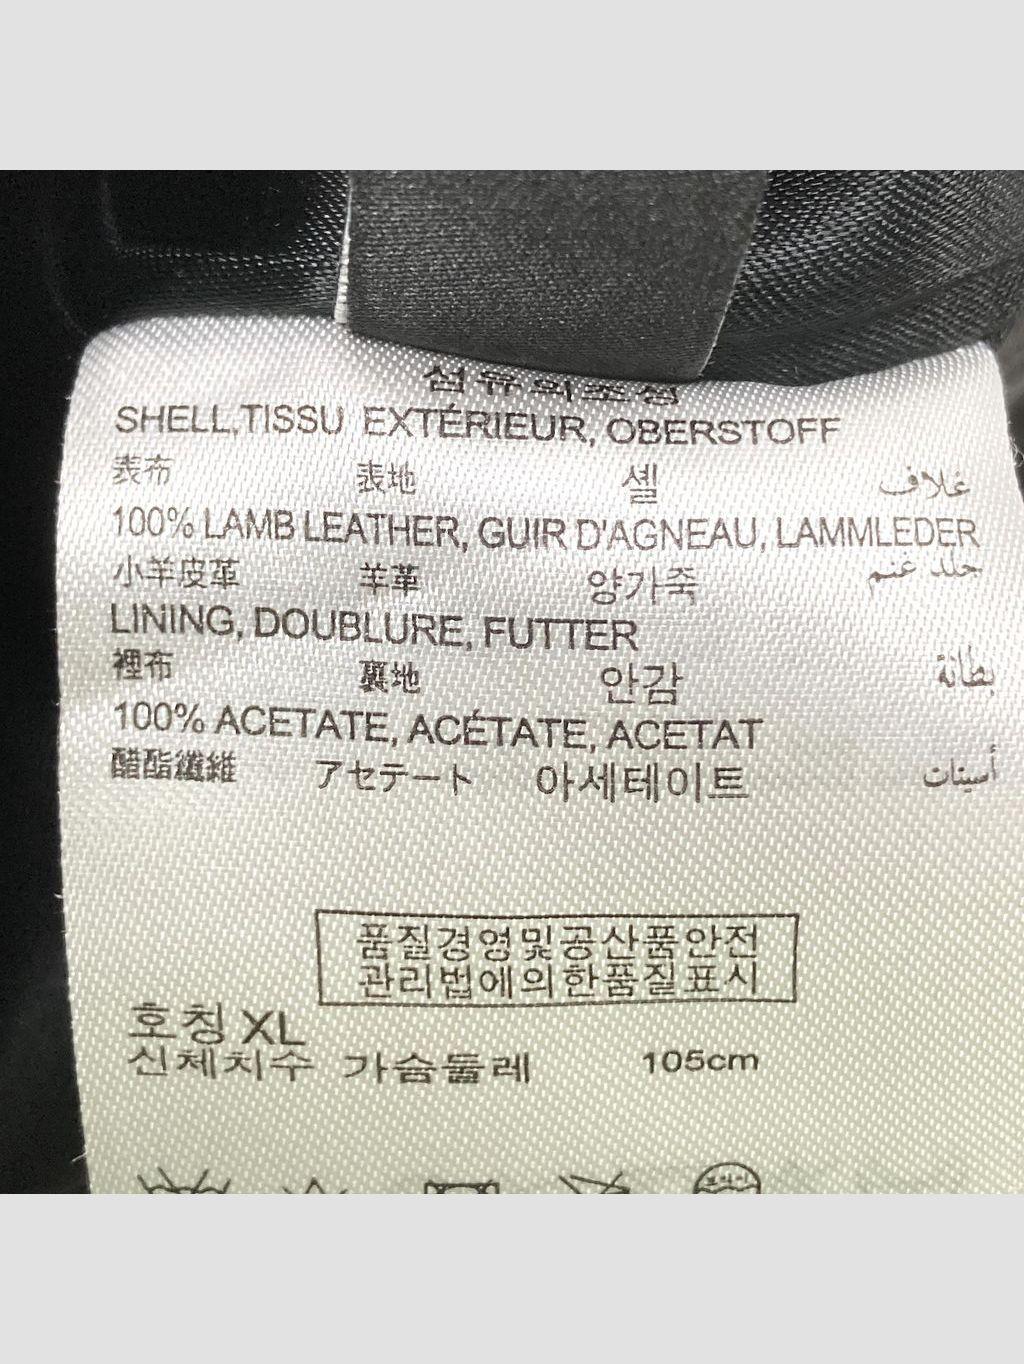 섬유의조성
SHELL,TISSU EXTÉRIEUR, OBERSTOFF
表布 表地 셸 غلاف
100% LAMB LEATHER, GUIR D'AGNEAU, LAMMLEDER
小羊皮革 羊革 양가죽 جلد غنم
LINING, DOUBLURE, FUTTER
裡布 裏地 안감 بطانة
100% ACETATE, ACÉTATE, ACETAT
醋酯纖維 アセテート 아세테이트 أسيتات
품질경영및공산품안전
관리법에의한품질표시
호칭 XL
신체치수 가슴둘레 105cm
드라이